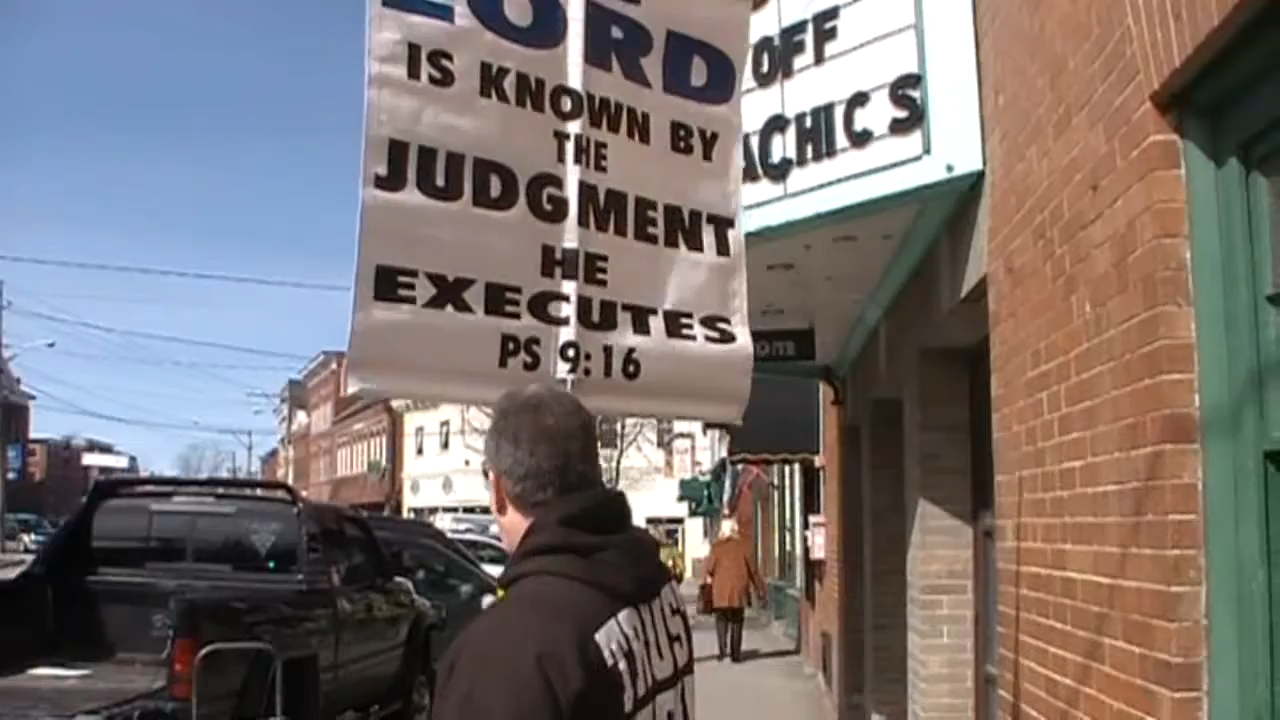 LORD
IS KNOWN BY
THE
JUDGMENT
HE
EXECUTES
PS 9:16
OFF
ACHICS
TRUST